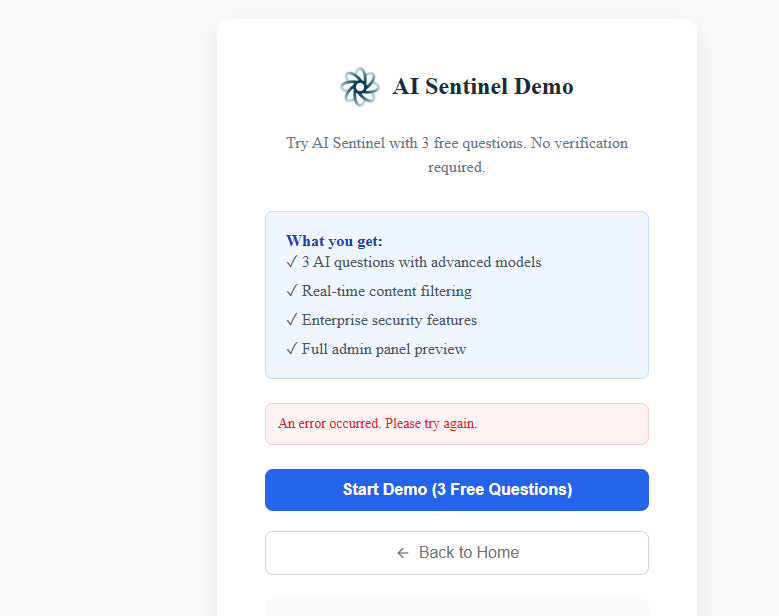 AI Sentinel Demo
Try AI Sentinel with 3 free questions. No verification
required.
What you get:
✓ 3 AI questions with advanced models
✓ Real-time content filtering
✓ Enterprise security features
✓ Full admin panel preview
An error occurred. Please try again.
Start Demo (3 Free Questions)
← Back to Home